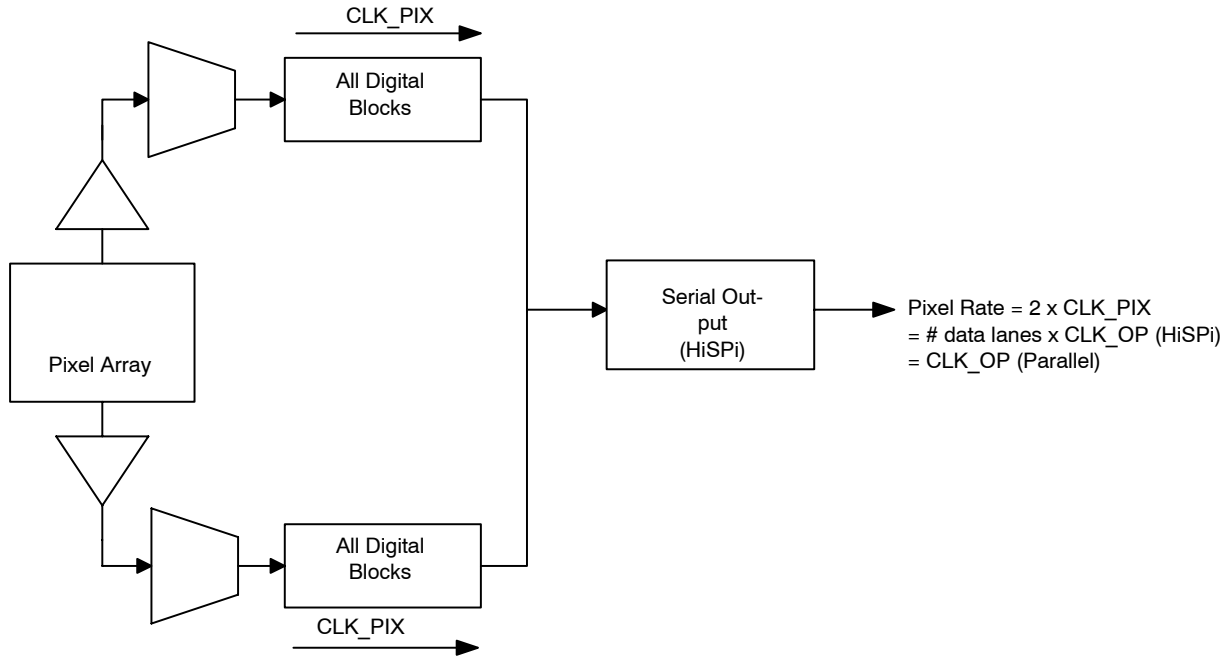 CLK_PIX
All Digital
Blocks
Pixel Array
Serial Out-
put
(HiSPi)
Pixel Rate = 2 x CLK_PIX
= # data lanes x CLK_OP (HiSPi)
= CLK_OP (Parallel)
All Digital
Blocks
CLK_PIX